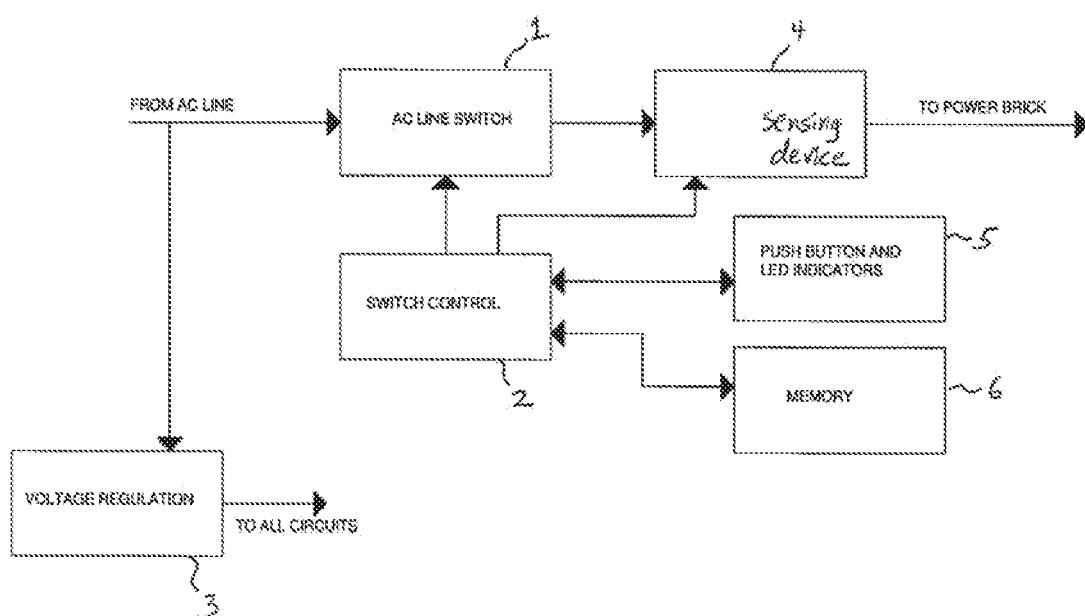 1
4
FROM AC LINE
AC LINE SWITCH
sensing
device
TO POWER BRICK
5
PUSH BUTTON AND
LED INDICATORS
SWITCH CONTROL
2
MEMORY
6
VOLTAGE REGULATION
TO ALL CIRCUITS
3